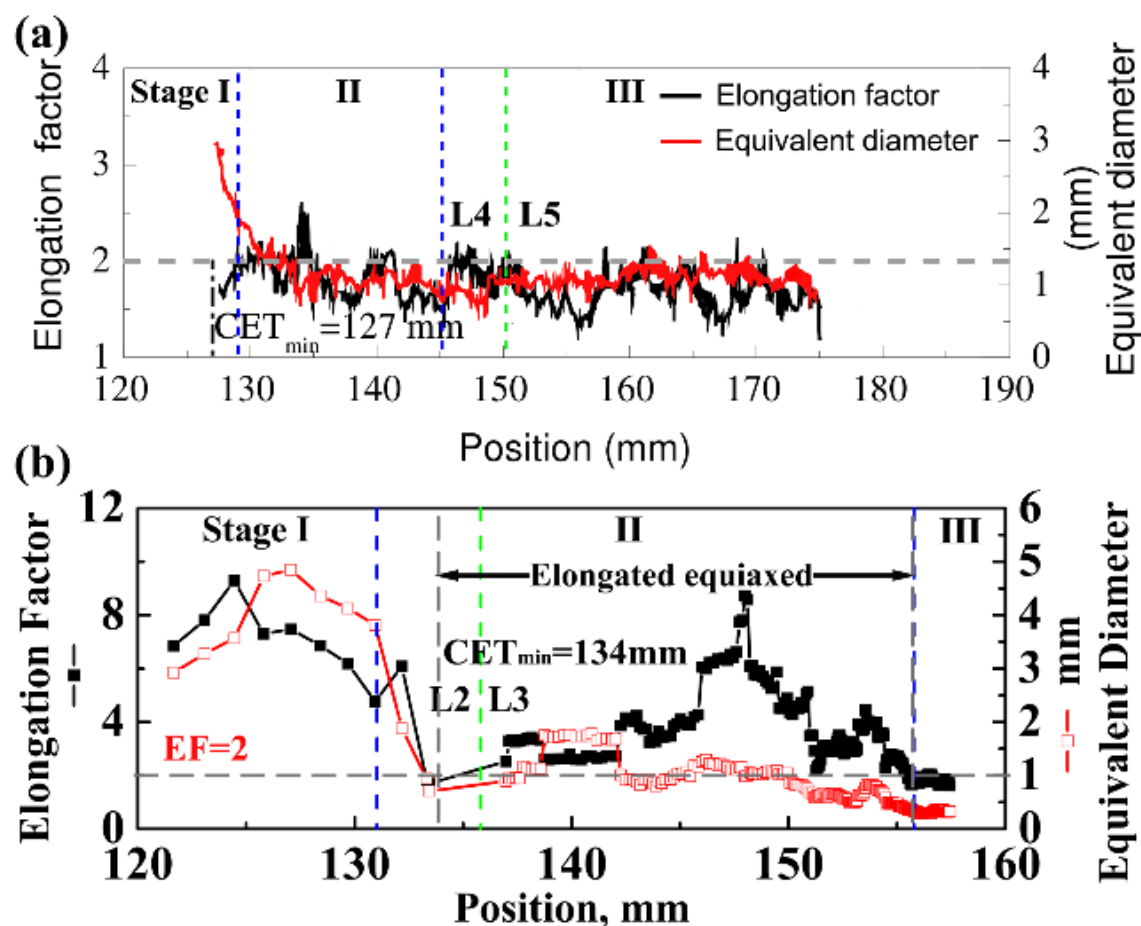 (a)
Elongation factor
4
3
2
1
Stage I
II
III
Elongation factor
Equivalent diameter
L4
L5
CETmin=127 mm
4
3
2
1
0
Equivalent diameter
(mm)
120 130 140 150 160 170 180 190
Position (mm)
(b)
Elongation Factor
12
8
4
0
Stage I
II
III
Elongated equiaxed
CETmin=134mm
L2
L3
EF=2
6
5
4
3
2
1
0
mm
Equivalent Diameter
120 130 140 150 160
Position, mm